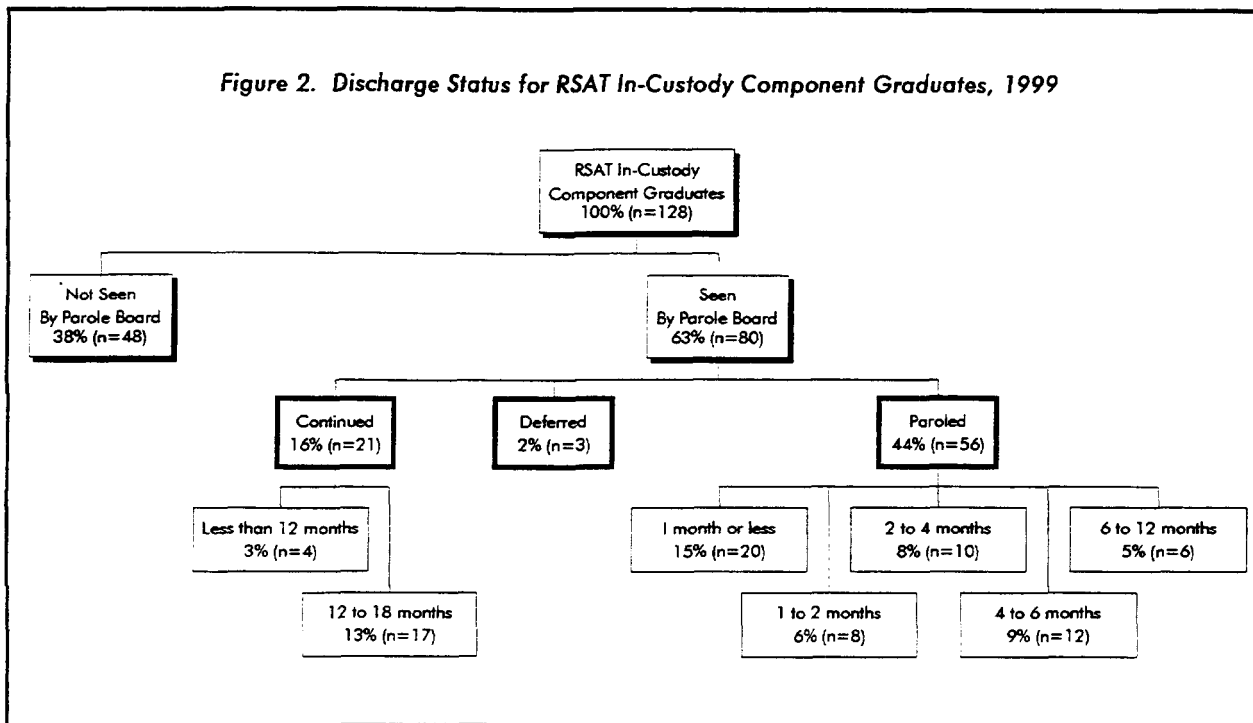 Figure 2. Discharge Status for RSAT In-Custody Component Graduates, 1999
RSAT In-Custody
Component Graduates
100% (n=128)
Not Seen
By Parole Board
38% (n=48)
Seen
By Parole Board
63% (n=80)
Continued
16% (n=21)
Deferred
2% (n=3)
Paroled
44% (n=56)
Less than 12 months
3% (n=4)
12 to 18 months
13% (n=17)
1 month or less
15% (n=20)
2 to 4 months
8% (n=10)
6 to 12 months
5% (n=6)
1 to 2 months
6% (n=8)
4 to 6 months
9% (n=12)